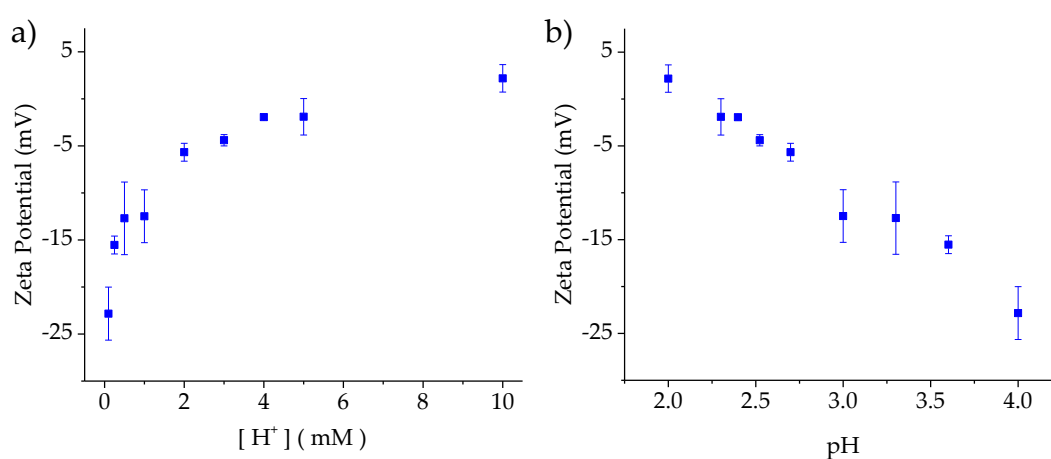 a)
Zeta Potential (mV)
5
-5
-15
-25
0 2 4 6 8 10
[ H⁺ ] ( mM )
b)
Zeta Potential (mV)
5
-5
-15
-25
2.0 2.5 3.0 3.5 4.0
pH